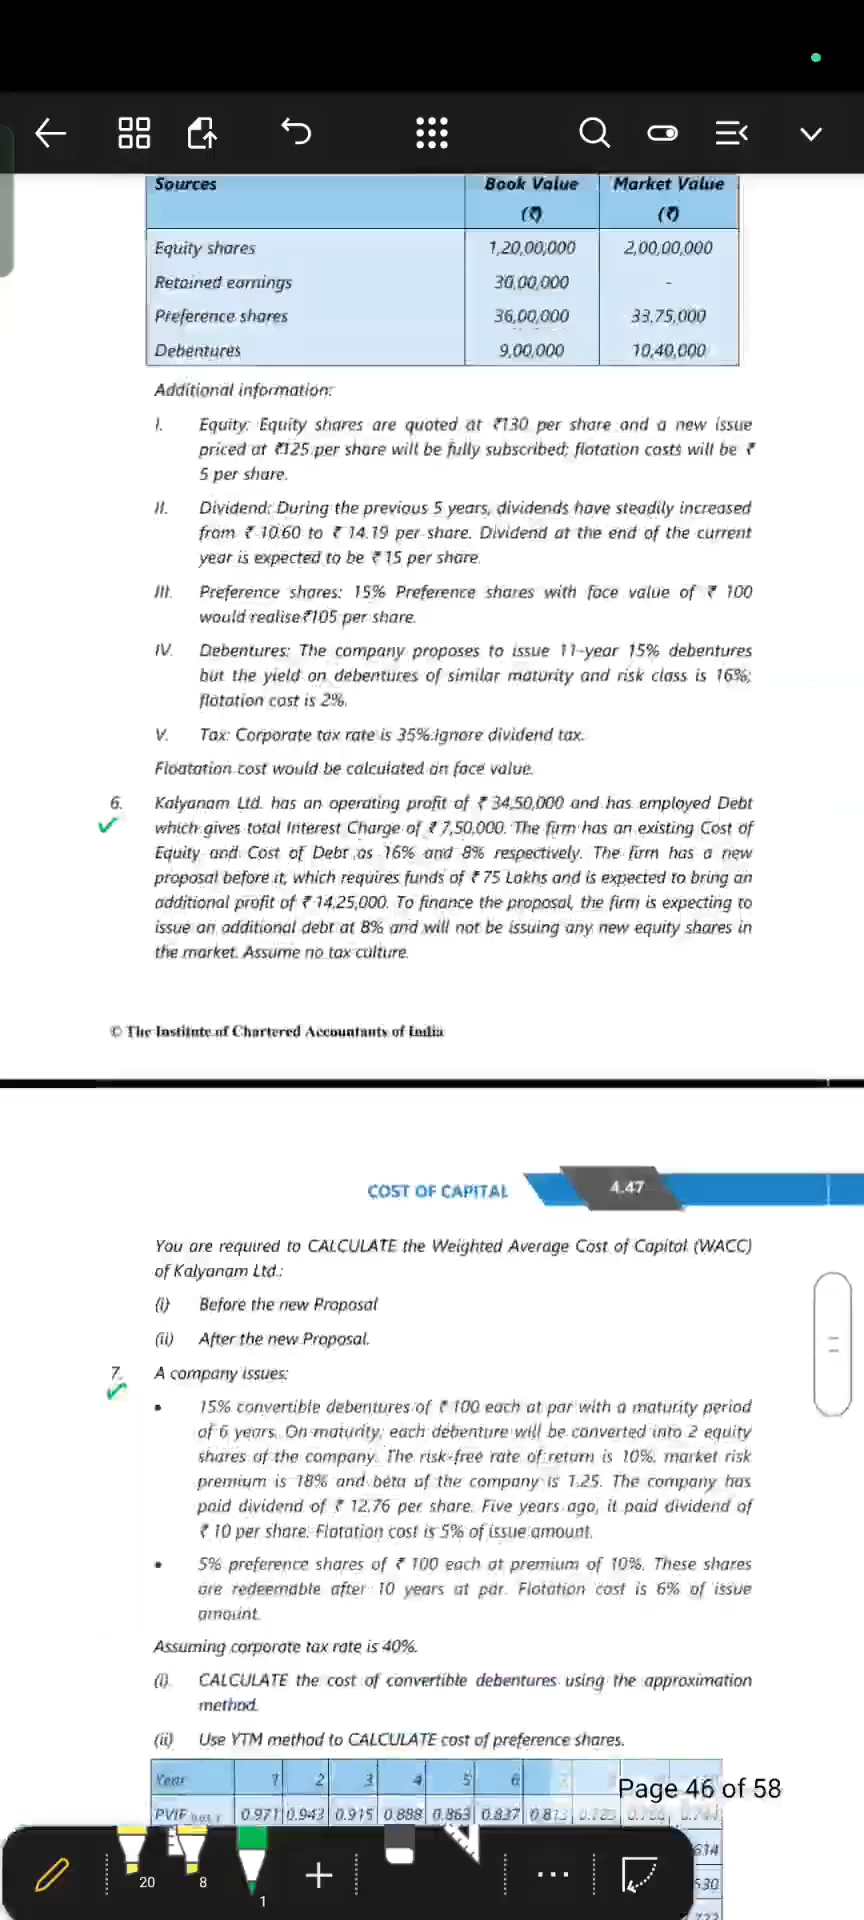 Sources Book Value Market Value
(₹) (₹)
Equity shares 1,20,00,000 2,00,00,000
Retained earnings 30,00,000 -
Preference shares 36,00,000 33,75,000
Debentures 9,00,000 10,40,000
Additional information:
I. Equity: Equity shares are quoted at ₹130 per share and a new issue
priced at ₹125 per share will be fully subscribed; flotation costs will be ₹
5 per share.
II. Dividend: During the previous 5 years, dividends have steadily increased
from ₹ 10.60 to ₹ 14.19 per share. Dividend at the end of the current
year is expected to be ₹ 15 per share.
III. Preference shares: 15% Preference shares with face value of ₹ 100
would realise ₹105 per share.
IV. Debentures: The company proposes to issue 11-year 15% debentures
but the yield on debentures of similar maturity and risk class is 16%;
flotation cost is 2%.
V. Tax: Corporate tax rate is 35%. Ignore dividend tax.
Floatation cost would be calculated on face value.
6. Kalyanam Ltd. has an operating profit of ₹ 34,50,000 and has employed Debt
which gives total Interest Charge of ₹ 7,50,000. The firm has an existing Cost of
Equity and Cost of Debt as 16% and 8% respectively. The firm has a new
proposal before it, which requires funds of ₹ 75 Lakhs and is expected to bring an
additional profit of ₹ 14,25,000. To finance the proposal, the firm is expecting to
issue an additional debt at 8% and will not be issuing any new equity shares in
the market. Assume no tax culture.
© The Institute of Chartered Accountants of India
COST OF CAPITAL 4.47
You are required to CALCULATE the Weighted Average Cost of Capital (WACC)
of Kalyanam Ltd.:
(i) Before the new Proposal
(ii) After the new Proposal.
7. A company issues:
• 15% convertible debentures of ₹ 100 each at par with a maturity period
of 6 years. On maturity, each debenture will be converted into 2 equity
shares of the company. The risk-free rate of return is 10%, market risk
premium is 18% and beta of the company is 1.25. The company has
paid dividend of ₹ 12.76 per share. Five years ago, it paid dividend of
₹ 10 per share. Flotation cost is 5% of issue amount.
• 5% preference shares of ₹ 100 each at premium of 10%. These shares
are redeemable after 10 years at par. Flotation cost is 6% of issue
amount.
Assuming corporate tax rate is 40%.
(i) CALCULATE the cost of convertible debentures using the approximation
method.
(ii) Use YTM method to CALCULATE cost of preference shares.
Year 1 2 3 4 5 6
Page 46 of 58
PVIF 0.971 0.943 0.915 0.888 0.863 0.837 0.813
20 8 1